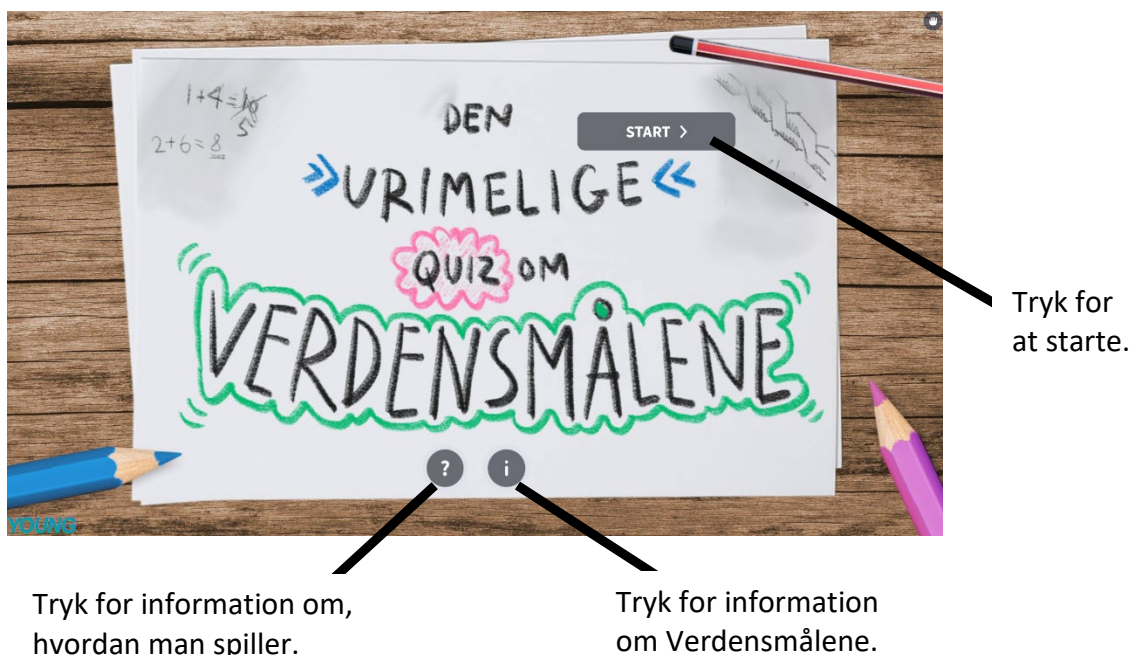 1+4=10
5
2+6=8
DEN
START >
»URIMELIGE«
QUIZ OM
VERDENSMÅLENE
?
i
YOUNG
Tryk for
at starte.
Tryk for information om,
hvordan man spiller.
Tryk for information
om Verdensmålene.